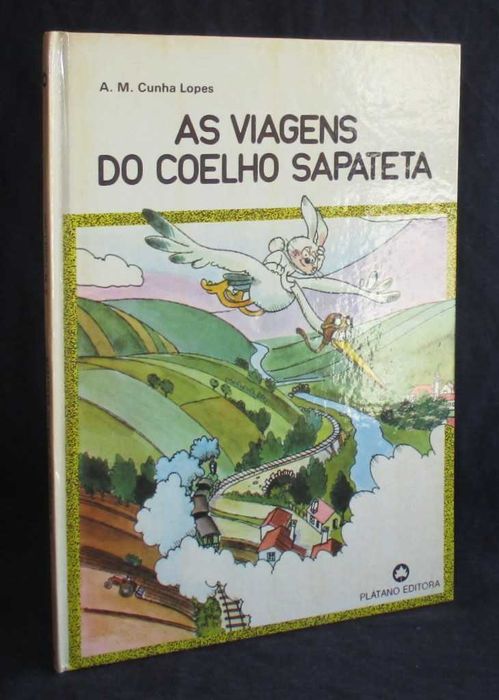 A. M. Cunha Lopes
AS VIAGENS
DO COELHO SAPATETA
PLÁTANO EDITORA